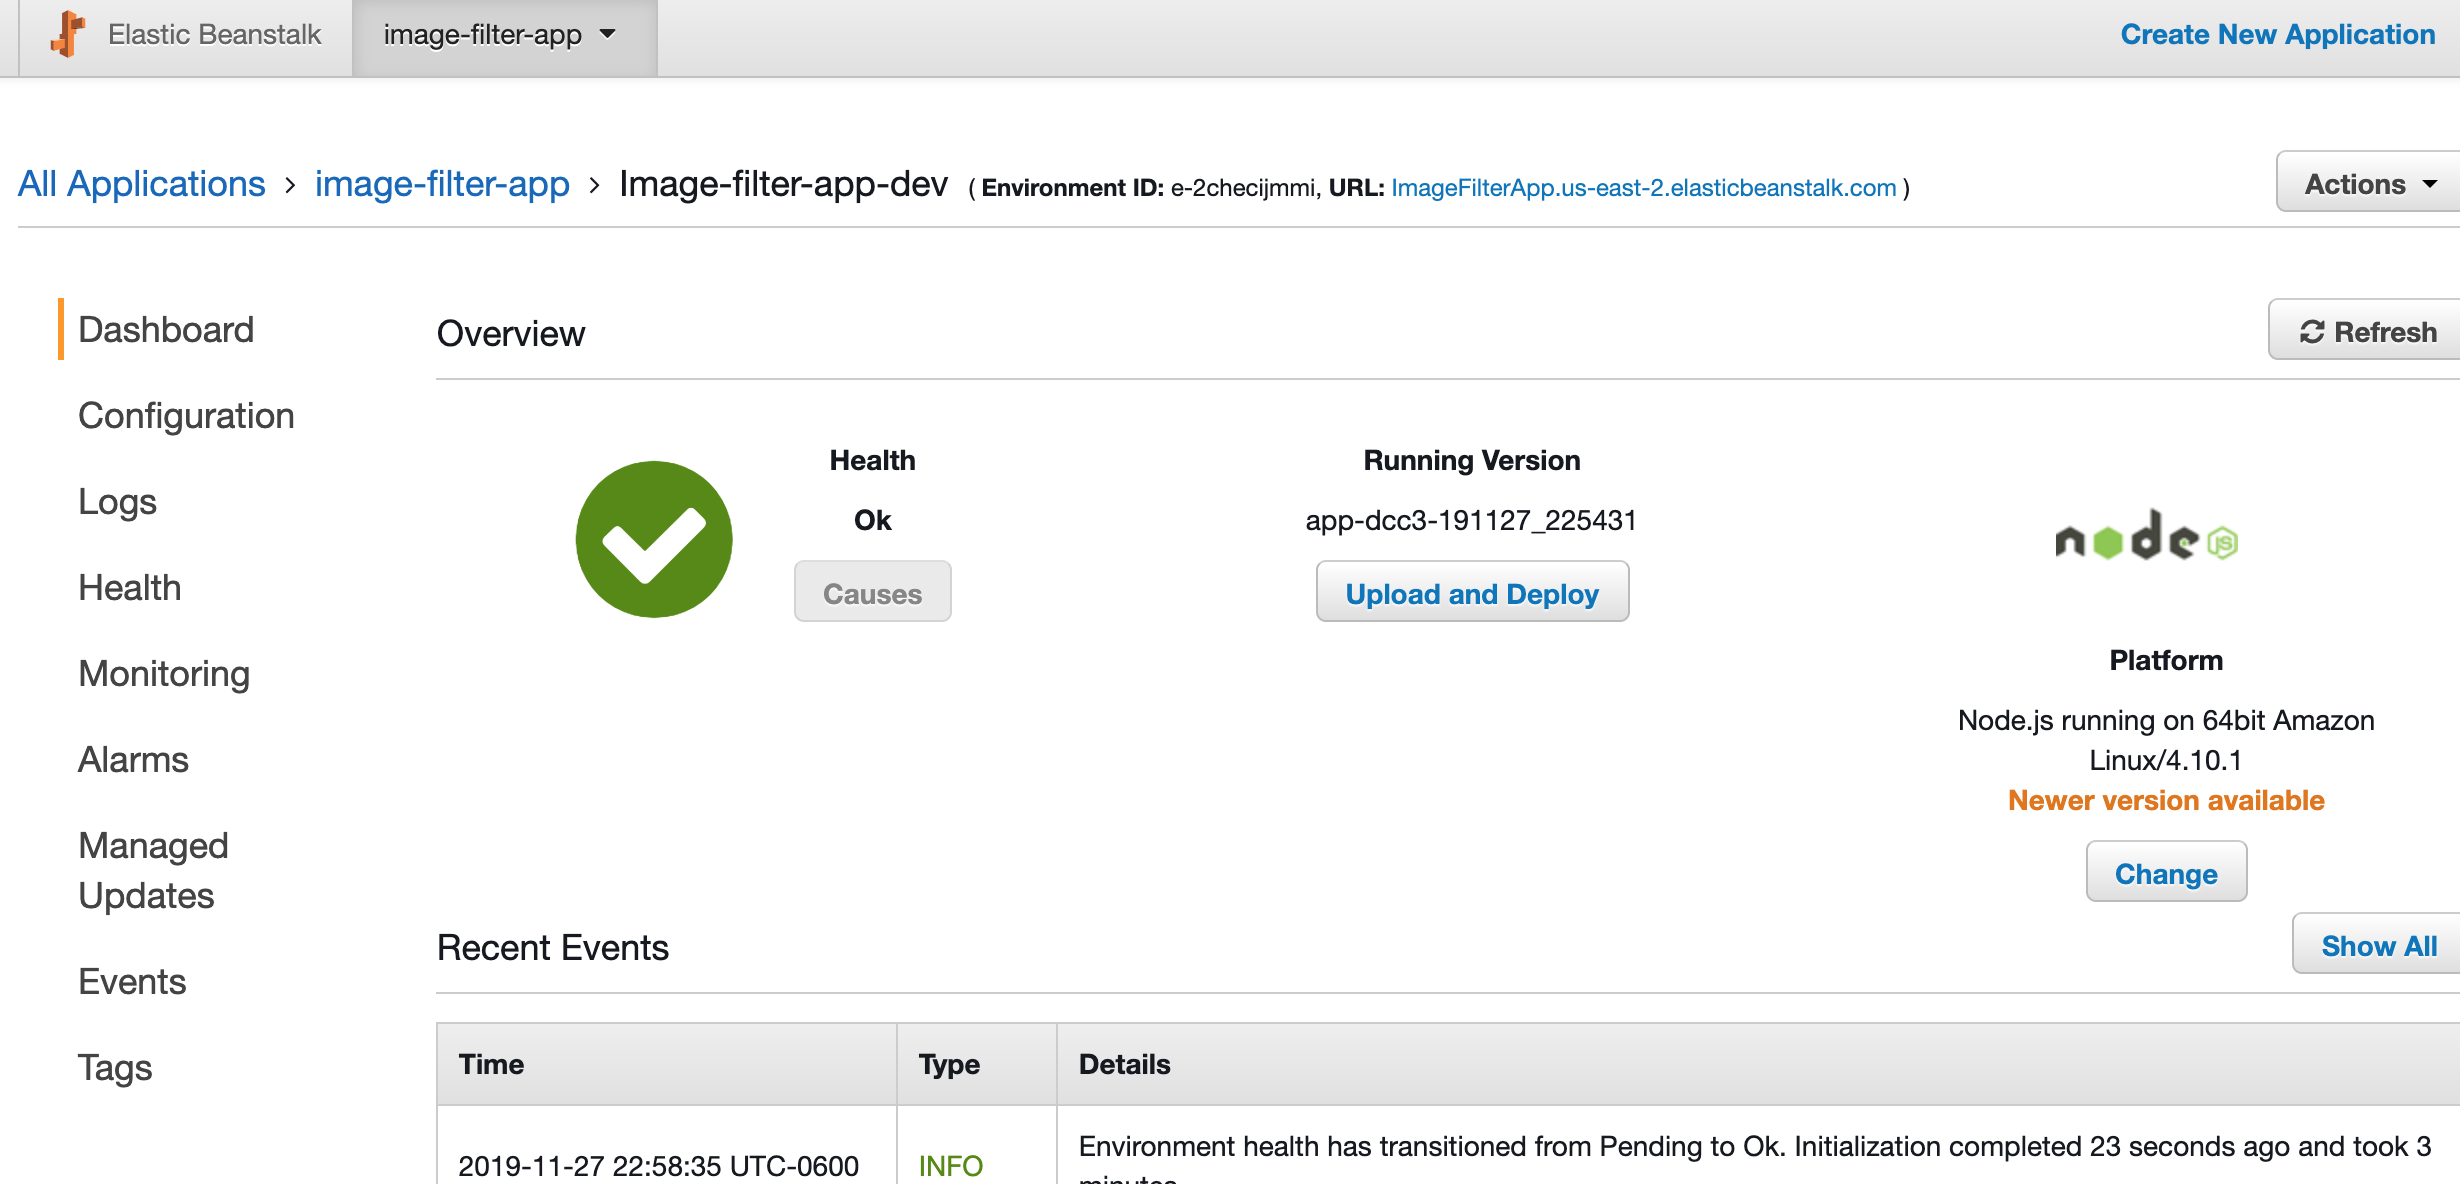 Elastic Beanstalk
image-filter-app
Create New Application
All Applications › image-filter-app › Image-filter-app-dev ( Environment ID: e-2checijmmi, URL: ImageFilterApp.us-east-2.elasticbeanstalk.com )
Actions
Dashboard
Configuration
Logs
Health
Monitoring
Alarms
Managed
Updates
Events
Tags
Overview
Refresh
Health
Ok
Causes
Running Version
app-dcc3-191127_225431
Upload and Deploy
node JS
Platform
Node.js running on 64bit Amazon
Linux/4.10.1
Newer version available
Change
Recent Events
Show All
Time Type Details
2019-11-27 22:58:35 UTC-0600 INFO Environment health has transitioned from Pending to Ok. Initialization completed 23 seconds ago and took 3